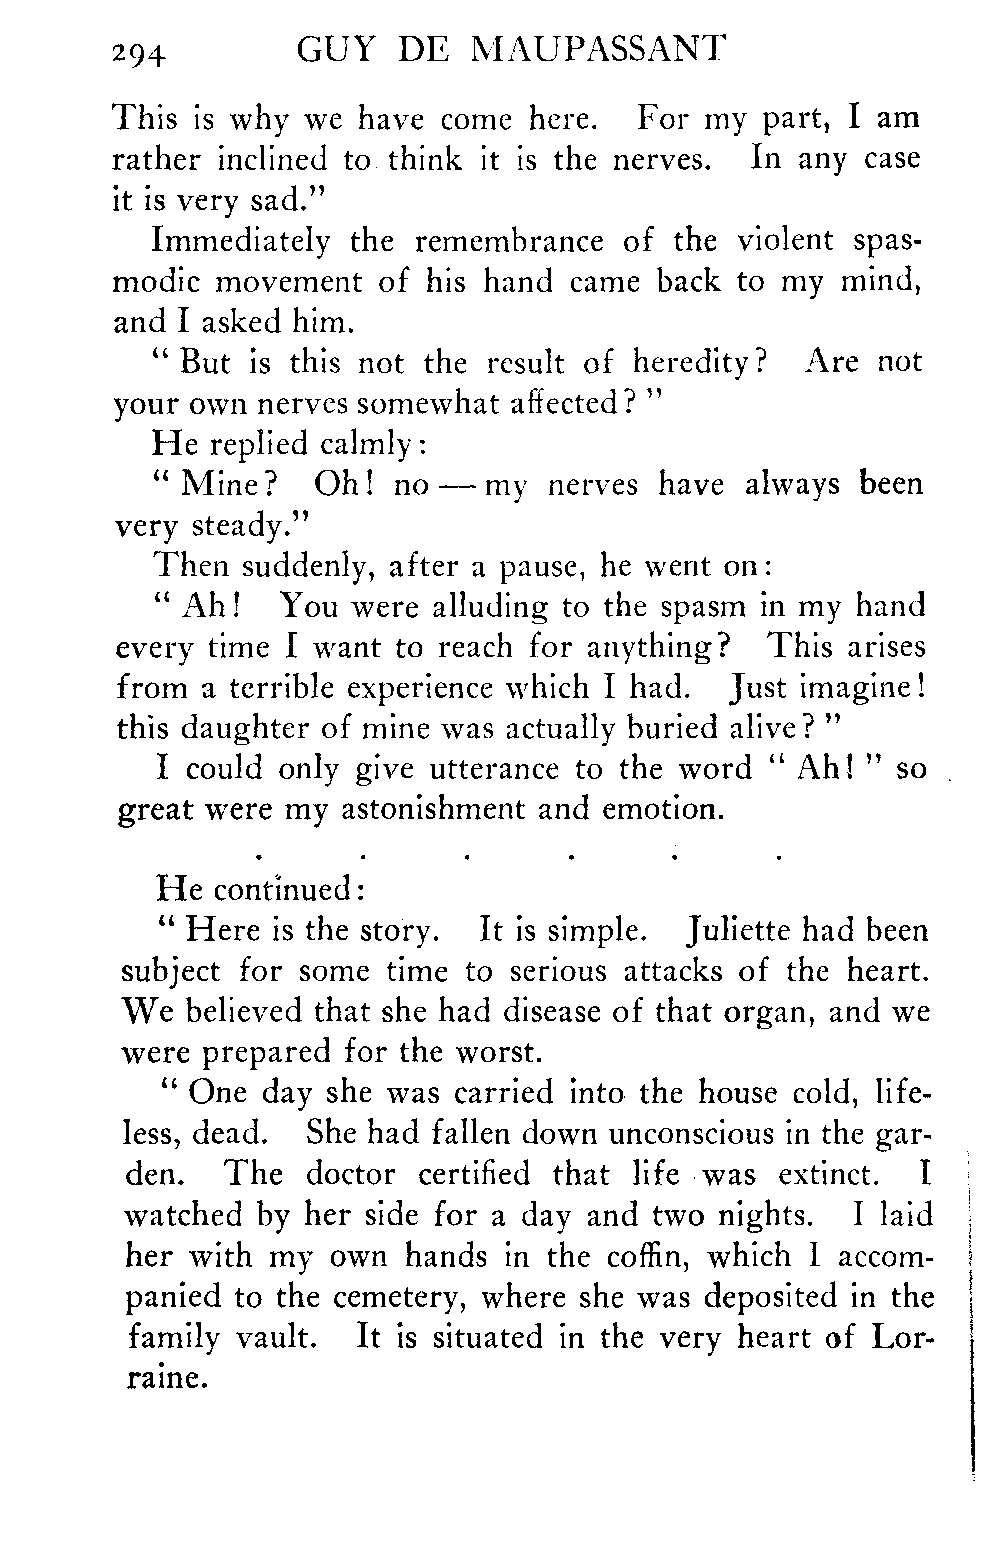 294 GUY DE MAUPASSANT
This is why we have come here. For my part, I am
rather inclined to think it is the nerves. In any case
it is very sad."
Immediately the remembrance of the violent spas-
modic movement of his hand came back to my mind,
and I asked him.
" But is this not the result of heredity? Are not
your own nerves somewhat affected? "
He replied calmly:
" Mine? Oh! no — my nerves have always been
very steady."
Then suddenly, after a pause, he went on:
" Ah! You were alluding to the spasm in my hand
every time I want to reach for anything? This arises
from a terrible experience which I had. Just imagine!
this daughter of mine was actually buried alive? "
I could only give utterance to the word " Ah! " so
great were my astonishment and emotion.
. . . . . .
He continued:
" Here is the story. It is simple. Juliette had been
subject for some time to serious attacks of the heart.
We believed that she had disease of that organ, and we
were prepared for the worst.
" One day she was carried into the house cold, life-
less, dead. She had fallen down unconscious in the gar-
den. The doctor certified that life was extinct. I
watched by her side for a day and two nights. I laid
her with my own hands in the coffin, which I accom-
panied to the cemetery, where she was deposited in the
family vault. It is situated in the very heart of Lor-
raine.